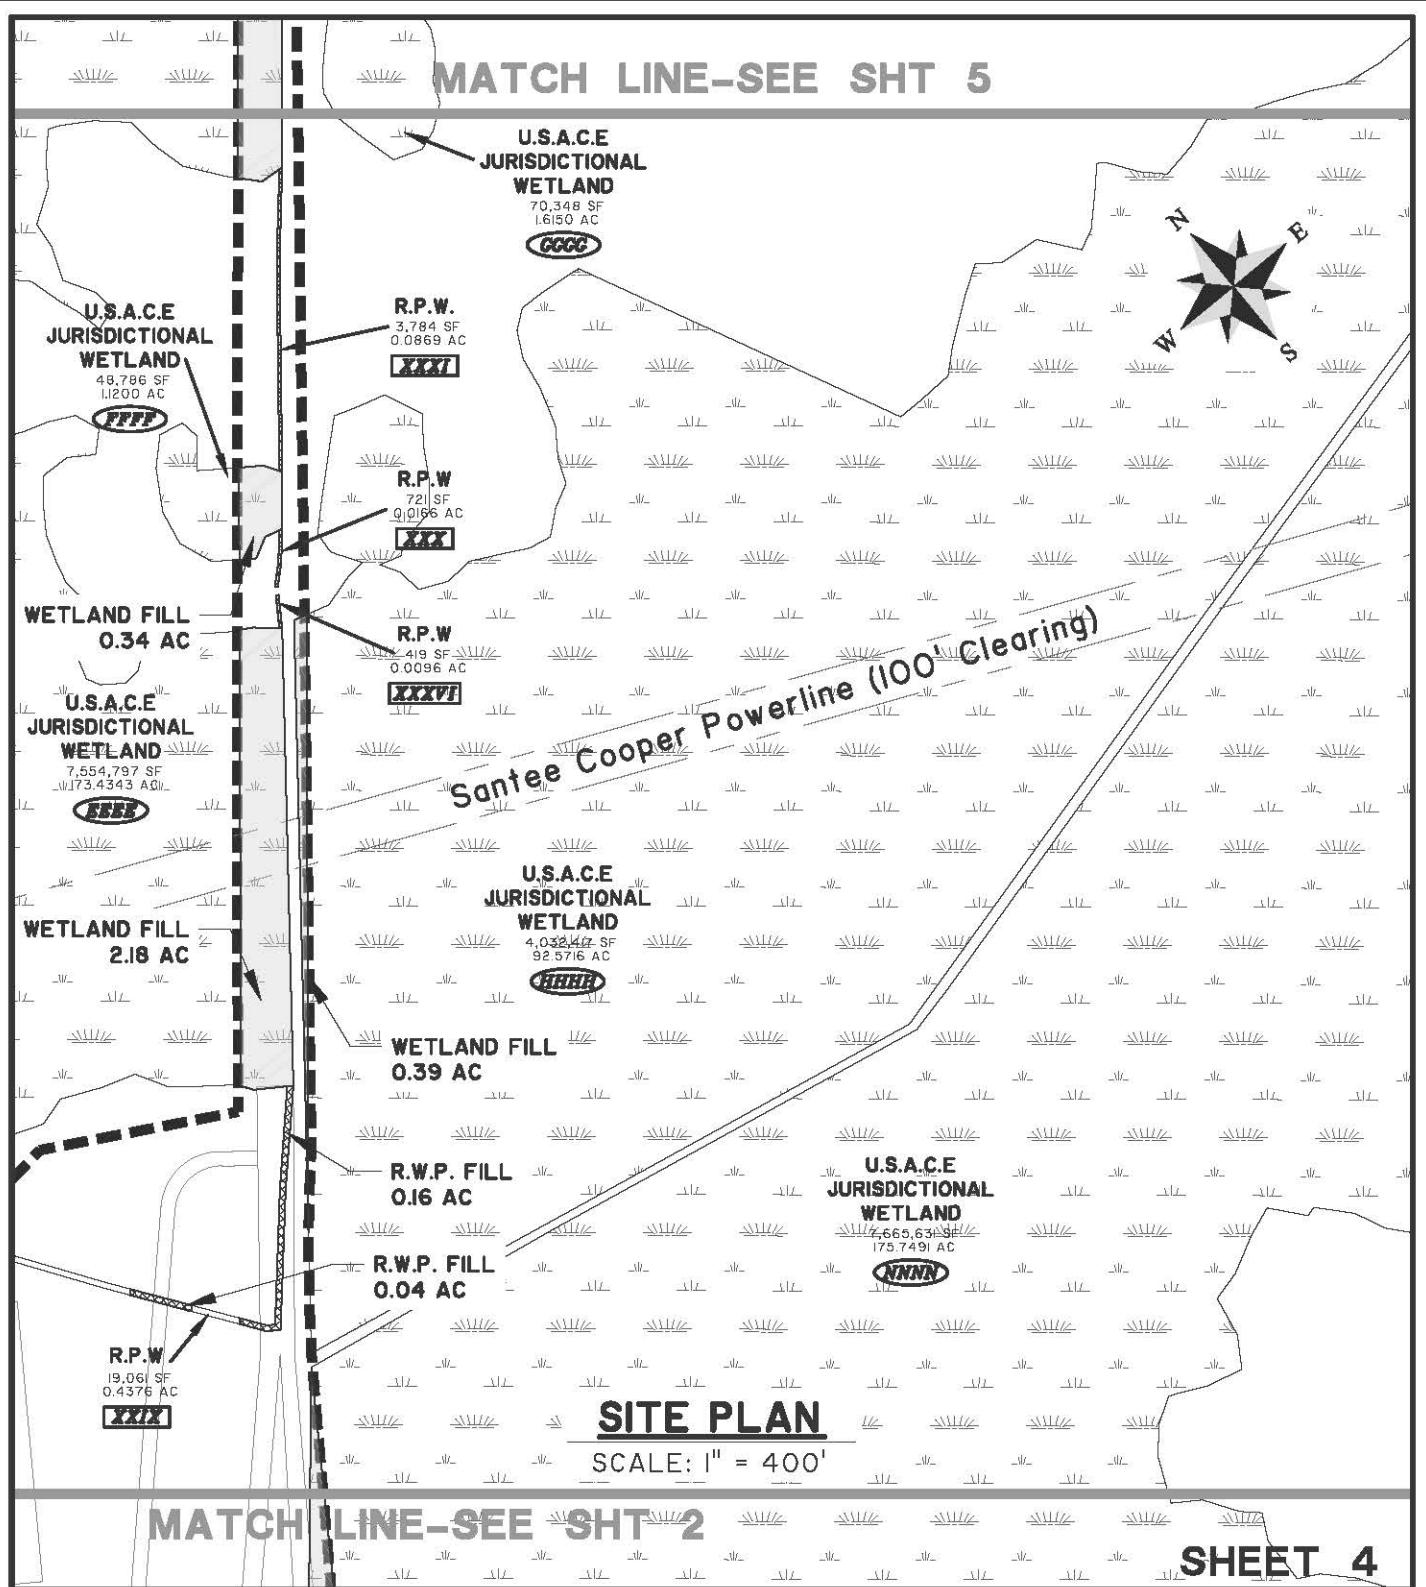 MATCH LINE-SEE SHT 5
U.S.A.C.E
JURISDICTIONAL
WETLAND
70,348 SF
1.6150 AC
GGGG
N
E
W
S
U.S.A.C.E
JURISDICTIONAL
WETLAND
48,786 SF
1.1200 AC
FFFF
R.P.W.
3,784 SF
0.0869 AC
XXXI
R.P.W
721 SF
0.0166 AC
XXX
WETLAND FILL
0.34 AC
R.P.W
419 SF
0.0096 AC
XXXVI
Santee Cooper Powerline (100' Clearing)
U.S.A.C.E
JURISDICTIONAL
WETLAND
7,554,797 SF
173.4343 AC
EEEE
WETLAND FILL
2.18 AC
U.S.A.C.E
JURISDICTIONAL
WETLAND
4,032,417 SF
92.5716 AC
HHHH
WETLAND FILL
0.39 AC
R.W.P. FILL
0.16 AC
U.S.A.C.E
JURISDICTIONAL
WETLAND
7,665,631 SF
175.7491 AC
NNNN
R.W.P. FILL
0.04 AC
R.P.W
19,061 SF
0.4376 AC
XXIX
SITE PLAN
SCALE: 1" = 400'
MATCH LINE-SEE SHT 2
SHEET 4